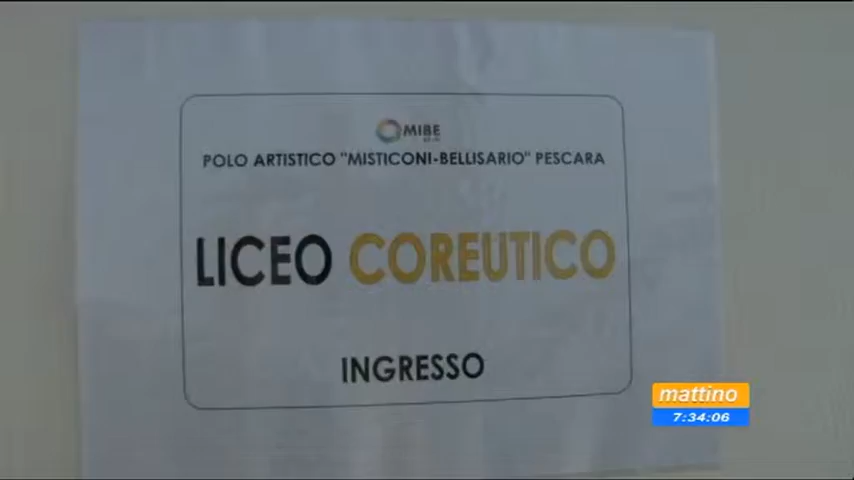 MIBE
POLO ARTISTICO "MISTICONI-BELLISARIO" PESCARA
LICEO COREUTICO
INGRESSO
mattino
7:34:06